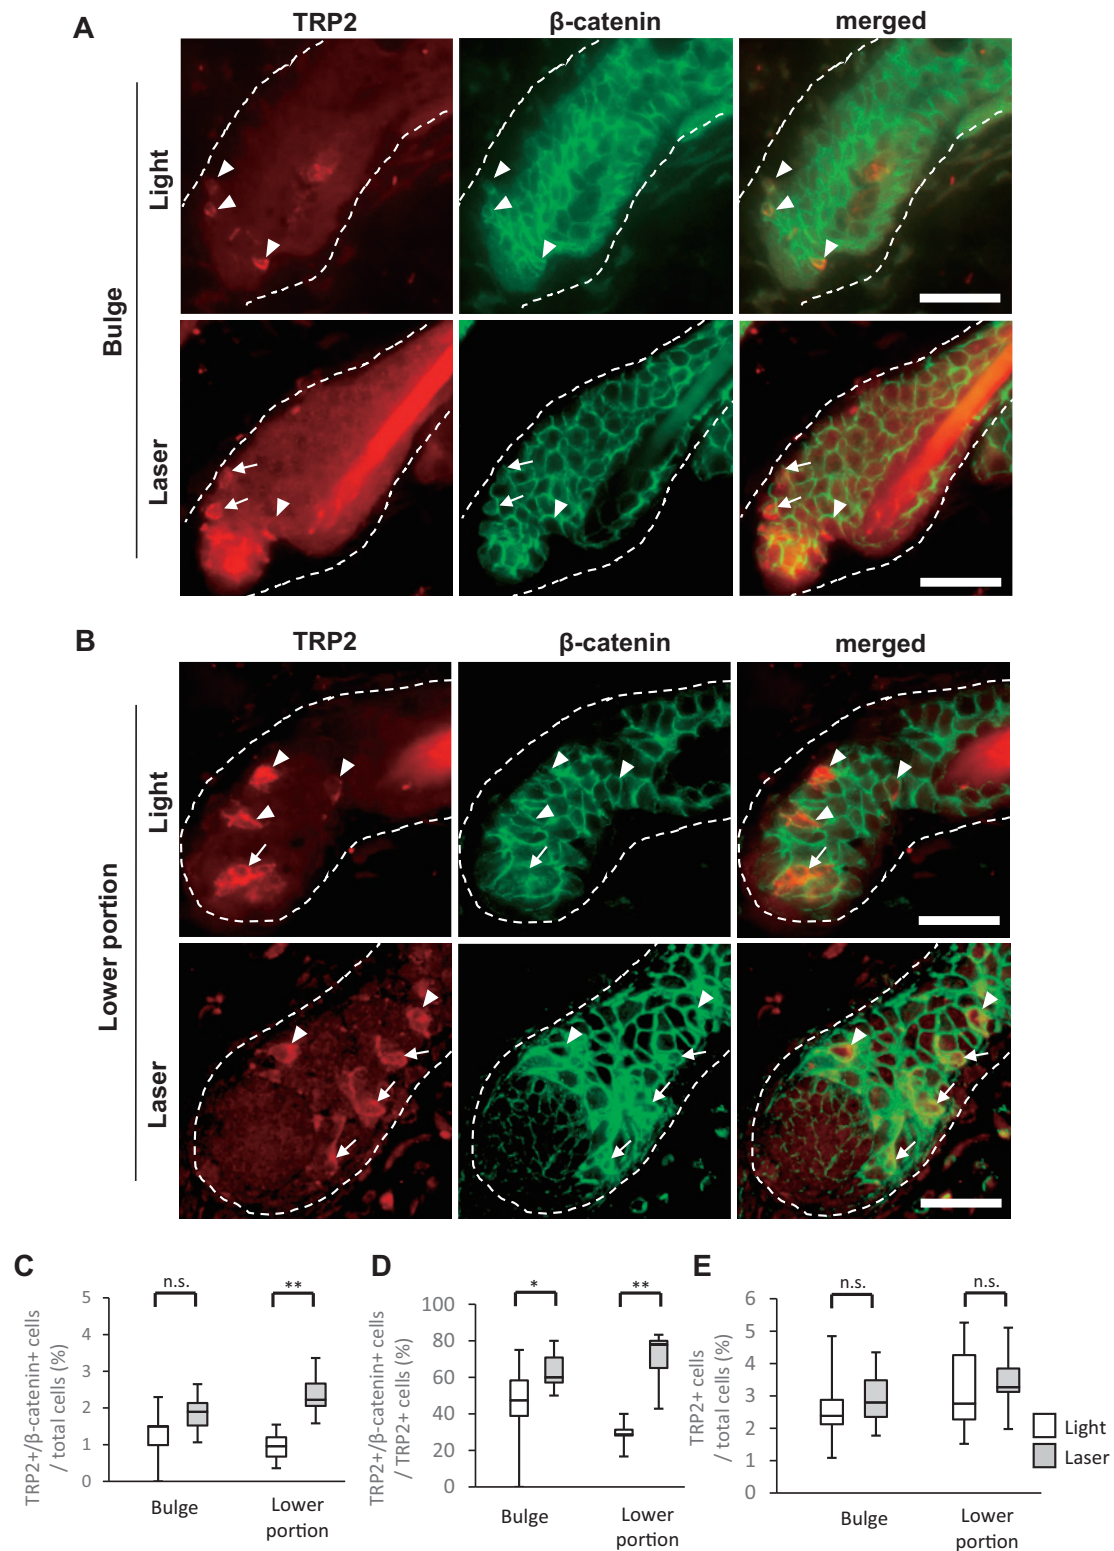 A
TRP2
β-catenin
merged
Bulge
Light
Laser
B
TRP2
β-catenin
merged
Lower portion
Light
Laser
C
TRP2+/β-catenin+ cells
/ total cells (%)
5
4
3
2
1
0
n.s.
**
Bulge
Lower
portion
D
TRP2+/β-catenin+ cells
/ TRP2+ cells (%)
100
80
60
40
20
0
*
**
Bulge
Lower
portion
E
TRP2+ cells
/ total cells (%)
6
5
4
3
2
1
0
n.s.
n.s.
Bulge
Lower
portion
Light
Laser